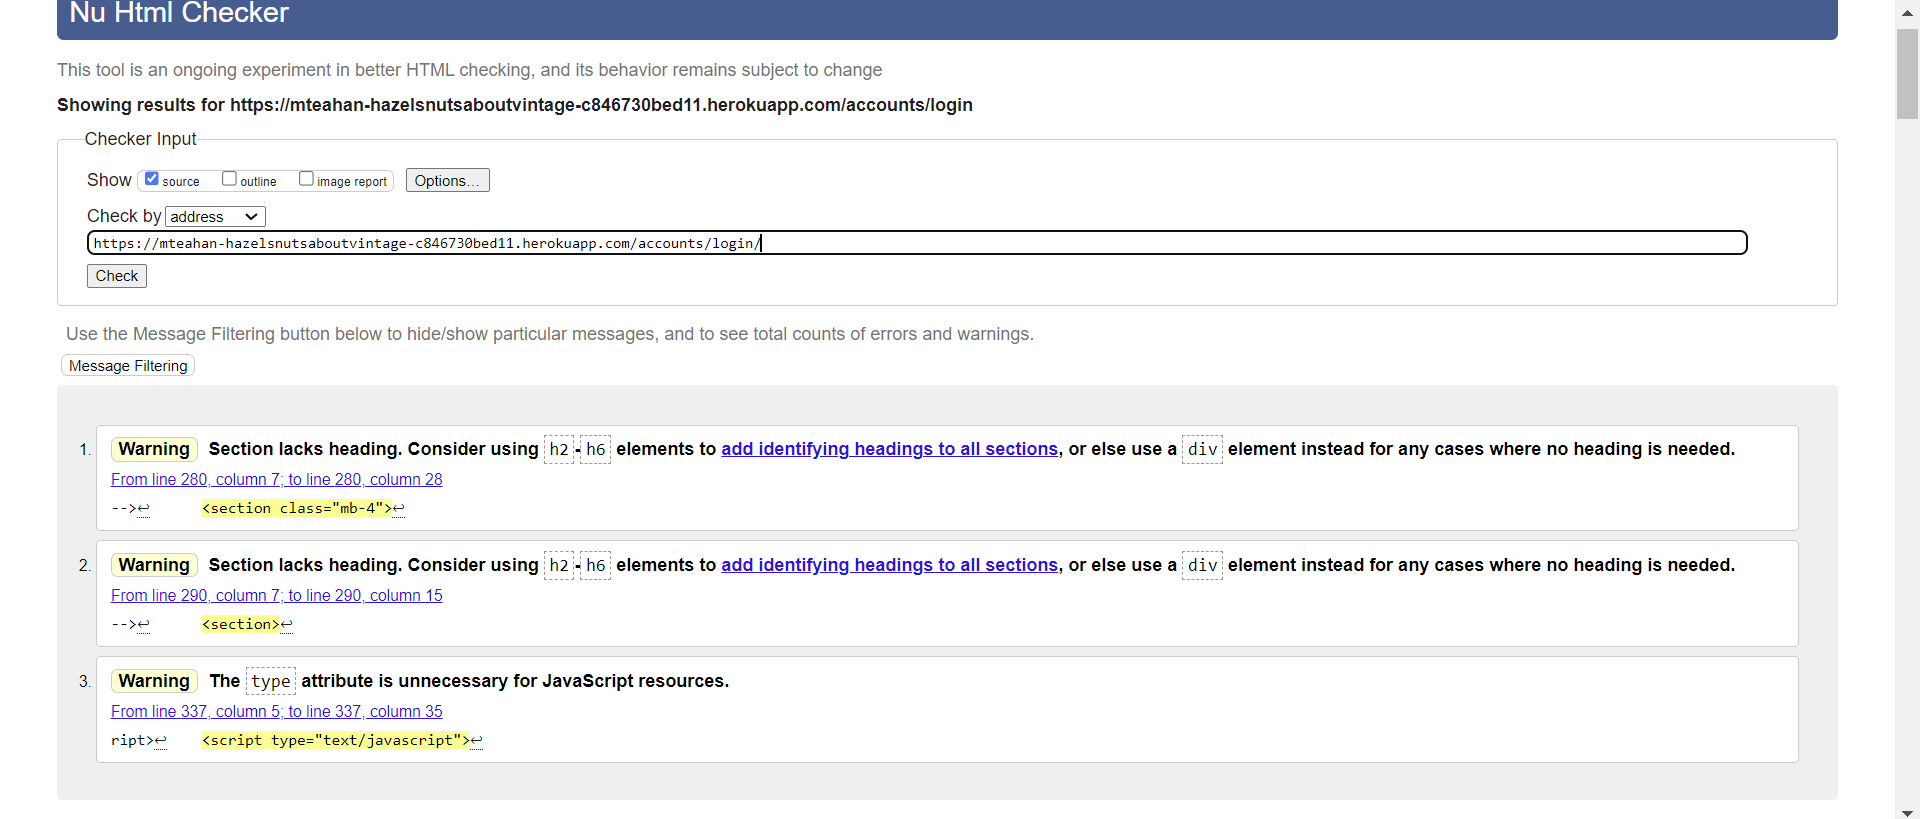 Nu Html Checker
This tool is an ongoing experiment in better HTML checking, and its behavior remains subject to change
Showing results for https://mteahan-hazelsnutsaboutvintage-c846730bed11.herokuapp.com/accounts/login
Checker Input
Show source outline image report Options...
Check by address
https://mteahan-hazelsnutsaboutvintage-c846730bed11.herokuapp.com/accounts/login/
Check
Use the Message Filtering button below to hide/show particular messages, and to see total counts of errors and warnings.
Message Filtering
1. Warning Section lacks heading. Consider using h2-h6 elements to add identifying headings to all sections, or else use a div element instead for any cases where no heading is needed.
From line 280, column 7; to line 280, column 28
-->↩ <section class="mb-4">↩
2. Warning Section lacks heading. Consider using h2-h6 elements to add identifying headings to all sections, or else use a div element instead for any cases where no heading is needed.
From line 290, column 7; to line 290, column 15
-->↩ <section>↩
3. Warning The type attribute is unnecessary for JavaScript resources.
From line 337, column 5; to line 337, column 35
ript>↩ <script type="text/javascript">↩